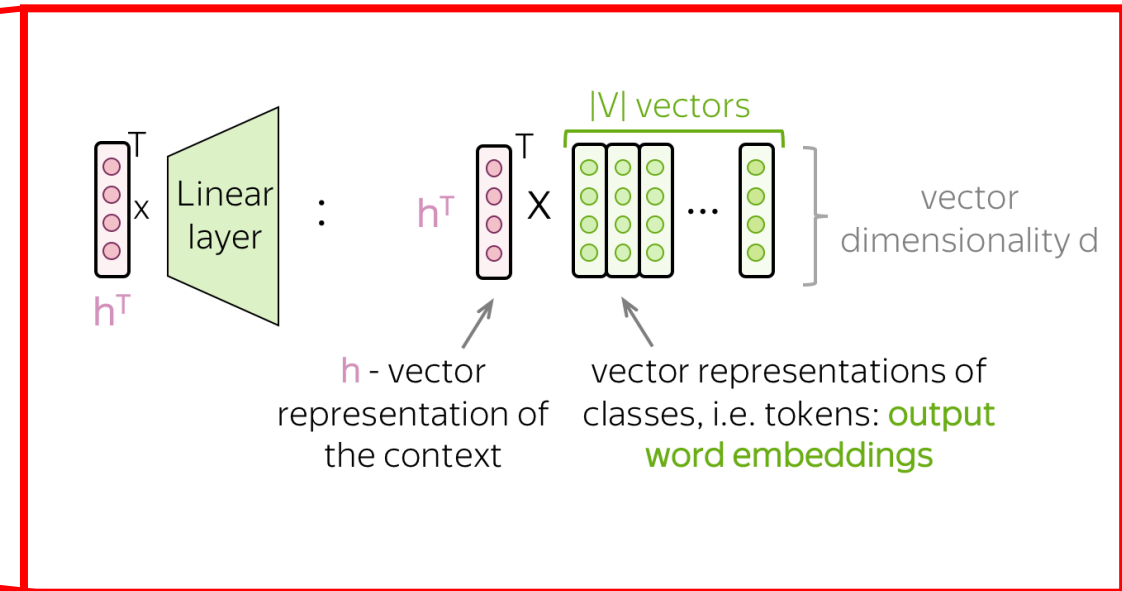 |V| vectors
T
x
hᵀ
Linear
layer
:
hᵀ
T
X
...
vector
dimensionality d
h - vector
representation of
the context
vector representations of
classes, i.e. tokens: output
word embeddings